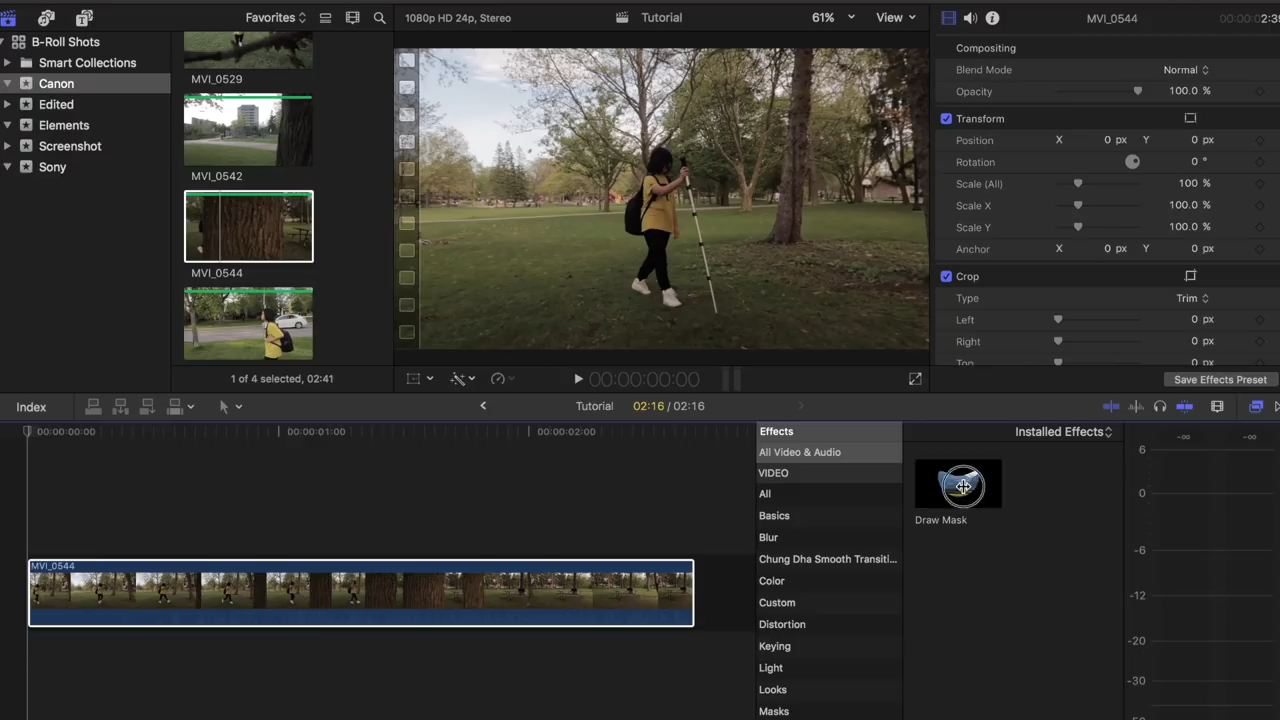 Favorites
1080p HD 24p, Stereo
Tutorial
61%
View
MVI_0544
B-Roll Shots
Smart Collections
Canon
Edited
Elements
Screenshot
Sony
MVI_0529
MVI_0542
MVI_0544
1 of 4 selected, 02:41
00:00:00:00
Compositing
Blend Mode Normal
Opacity 100.0 %
Transform
Position X 0 px Y 0 px
Rotation 0 °
Scale (All) 100 %
Scale X 100.0 %
Scale Y 100.0 %
Anchor X 0 px Y 0 px
Crop
Type Trim
Left 0 px
Right 0 px
Top
Save Effects Preset
Index
Tutorial
02:16 / 02:16
00:00:00:00
00:00:01:00
00:00:02:00
MVI_0544
Effects
Installed Effects
All Video & Audio
VIDEO
All
Basics
Blur
Chung Dha Smooth Transiti...
Color
Custom
Distortion
Keying
Light
Looks
Masks
Draw Mask
-∞ -∞
6
0
-6
-12
-20
-30